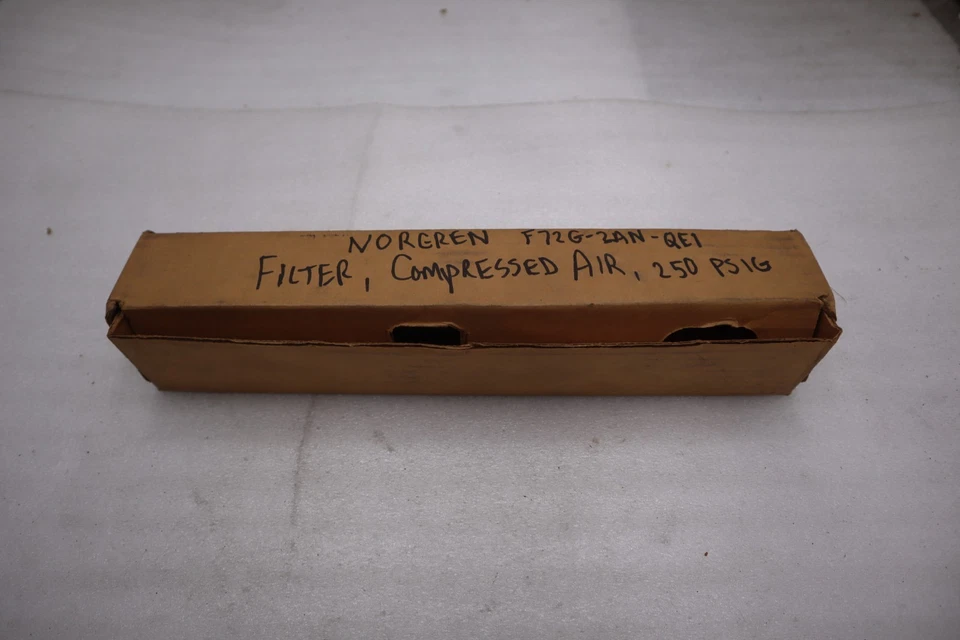 NORGREN F72G-2AN-QE1
FILTER, COMPRESSED AIR, 250 PSIG